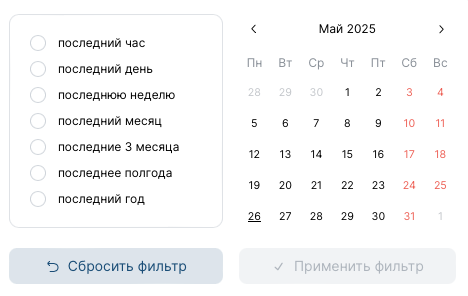 последний час
последний день
последнюю неделю
последний месяц
последние 3 месяца
последнее полгода
последний год
Май 2025
Пн Вт Ср Чт Пт Сб Вс
28 29 30 1 2 3 4
5 6 7 8 9 10 11
12 13 14 15 16 17 18
19 20 21 22 23 24 25
26 27 28 29 30 31 1
Сбросить фильтр
Применить фильтр